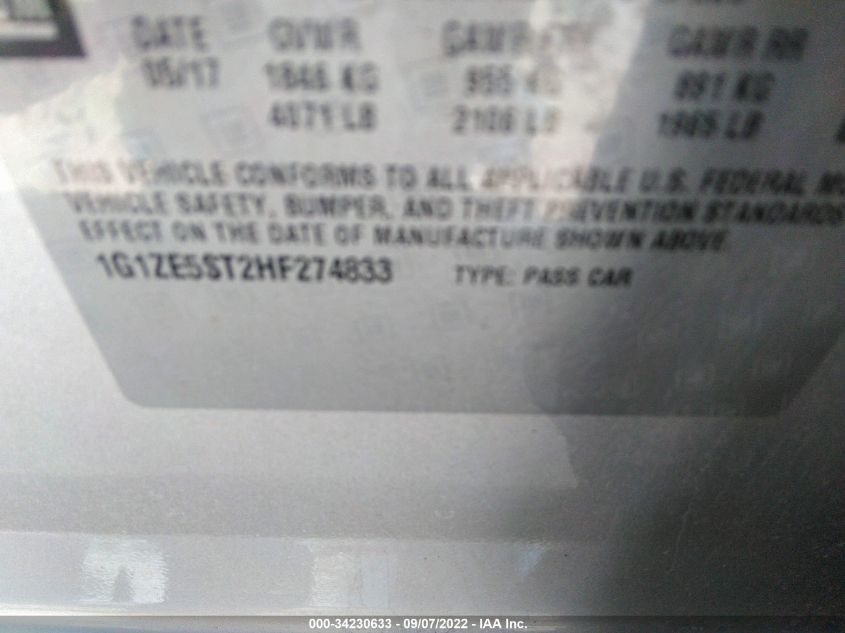 DATE GVWR GAWR FRT GAWR RR
05/17 1846 KG 955 KG 891 KG
4071 LB 2106 LB 1965 LB
THIS VEHICLE CONFORMS TO ALL APPLICABLE U.S. FEDERAL
VEHICLE SAFETY, BUMPER, AND THEFT PREVENTION STANDARDS
EFFECT ON THE DATE OF MANUFACTURE SHOWN ABOVE.
1G1ZE5ST2HF274833 TYPE: PASS CAR
000-34230633 - 09/07/2022 - IAA Inc.